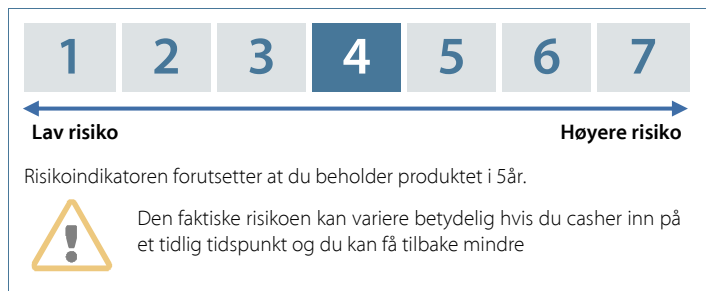 1 2 3 4 5 6 7
Lav risiko Høyere risiko
Risikoindikatoren forutsetter at du beholder produktet i 5år.
Den faktiske risikoen kan variere betydelig hvis du casher inn på
et tidlig tidspunkt og du kan få tilbake mindre